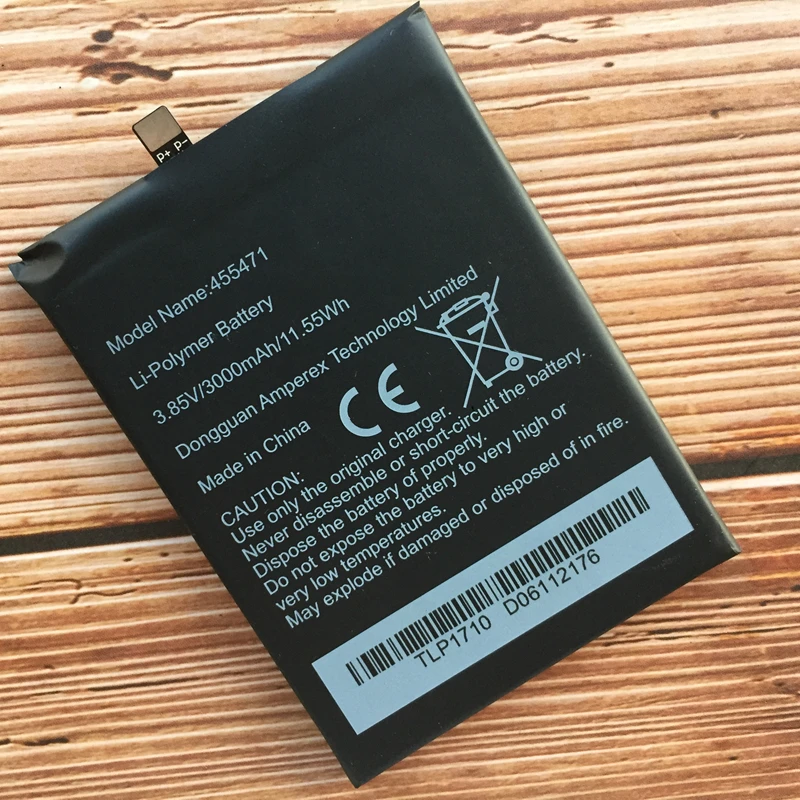 P+ P-
Model Name:455471
Li-Polymer Battery
3.85V/3000mAh/11.55Wh
Dongguan Amperex Technology Limited
Made in China
CE
CAUTION:
Use only the original charger.
Never disassemble or short-circuit the battery.
Dispose the battery of properly.
Do not expose the battery to very high or
very low temperatures.
May explode if damaged or disposed of in fire.
TLP1710 D06112176